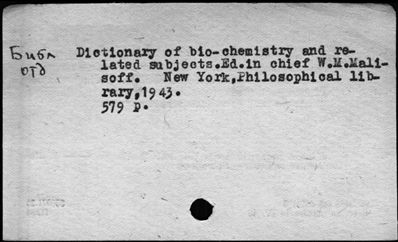 Библ
отд
Dictionary of bio-chemistry and re-
lated subjects.Ed.in chief W.M.Mali-
soff. New York,Philosophical lib-
rary,1943.
579 p.